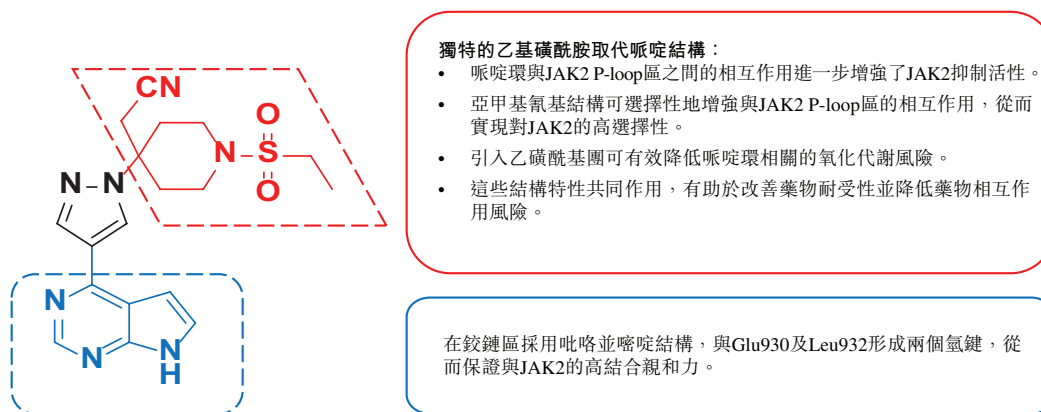 獨特的乙基磺酰胺取代哌啶結構：
• 哌啶環與JAK2 P-loop區之間的相互作用進一步增強了JAK2抑制活性。
• 亞甲基氰基結構可選擇性地增強與JAK2 P-loop區的相互作用，從而
實現對JAK2的高選擇性。
• 引入乙磺酰基團可有效降低哌啶環相關的氧化代謝風險。
• 這些結構特性共同作用，有助於改善藥物耐受性並降低藥物相互作
用風險。
CN
O
N S
O
N N
N
N
N
H
在鉸鏈區採用吡咯並嘧啶結構，與Glu930及Leu932形成兩個氫鍵，從
而保證與JAK2的高結合親和力。